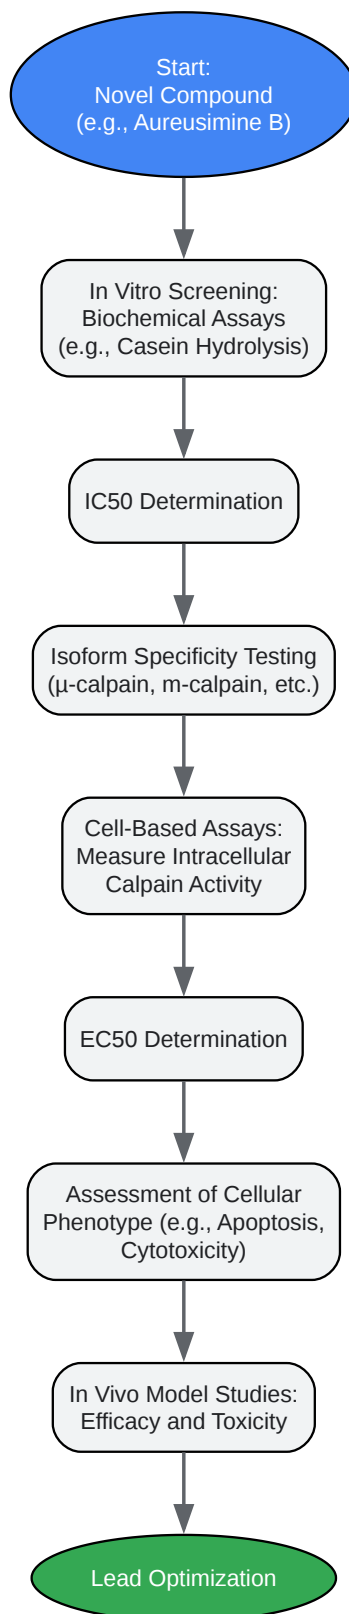 Start:
Novel Compound
(e.g., Aureusimine B)
In Vitro Screening:
Biochemical Assays
(e.g., Casein Hydrolysis)
IC50 Determination
Isoform Specificity Testing
(µ-calpain, m-calpain, etc.)
Cell-Based Assays:
Measure Intracellular
Calpain Activity
EC50 Determination
Assessment of Cellular
Phenotype (e.g., Apoptosis,
Cytotoxicity)
In Vivo Model Studies:
Efficacy and Toxicity
Lead Optimization